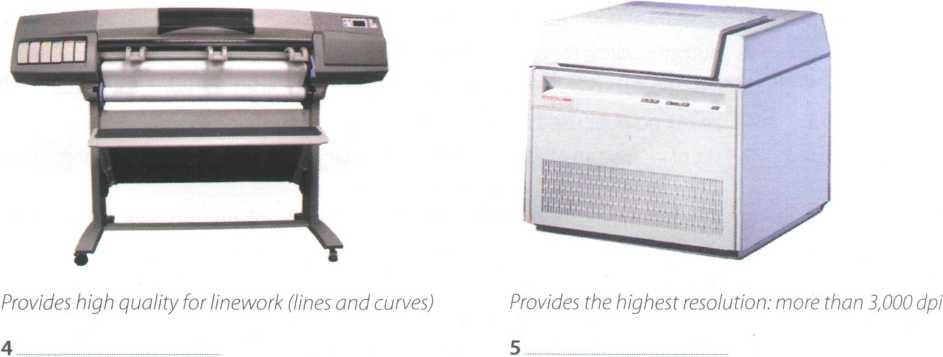 Provides high quality for linework (lines and curves)
Provides the highest resolution: more than 3,000 dpi
4
5